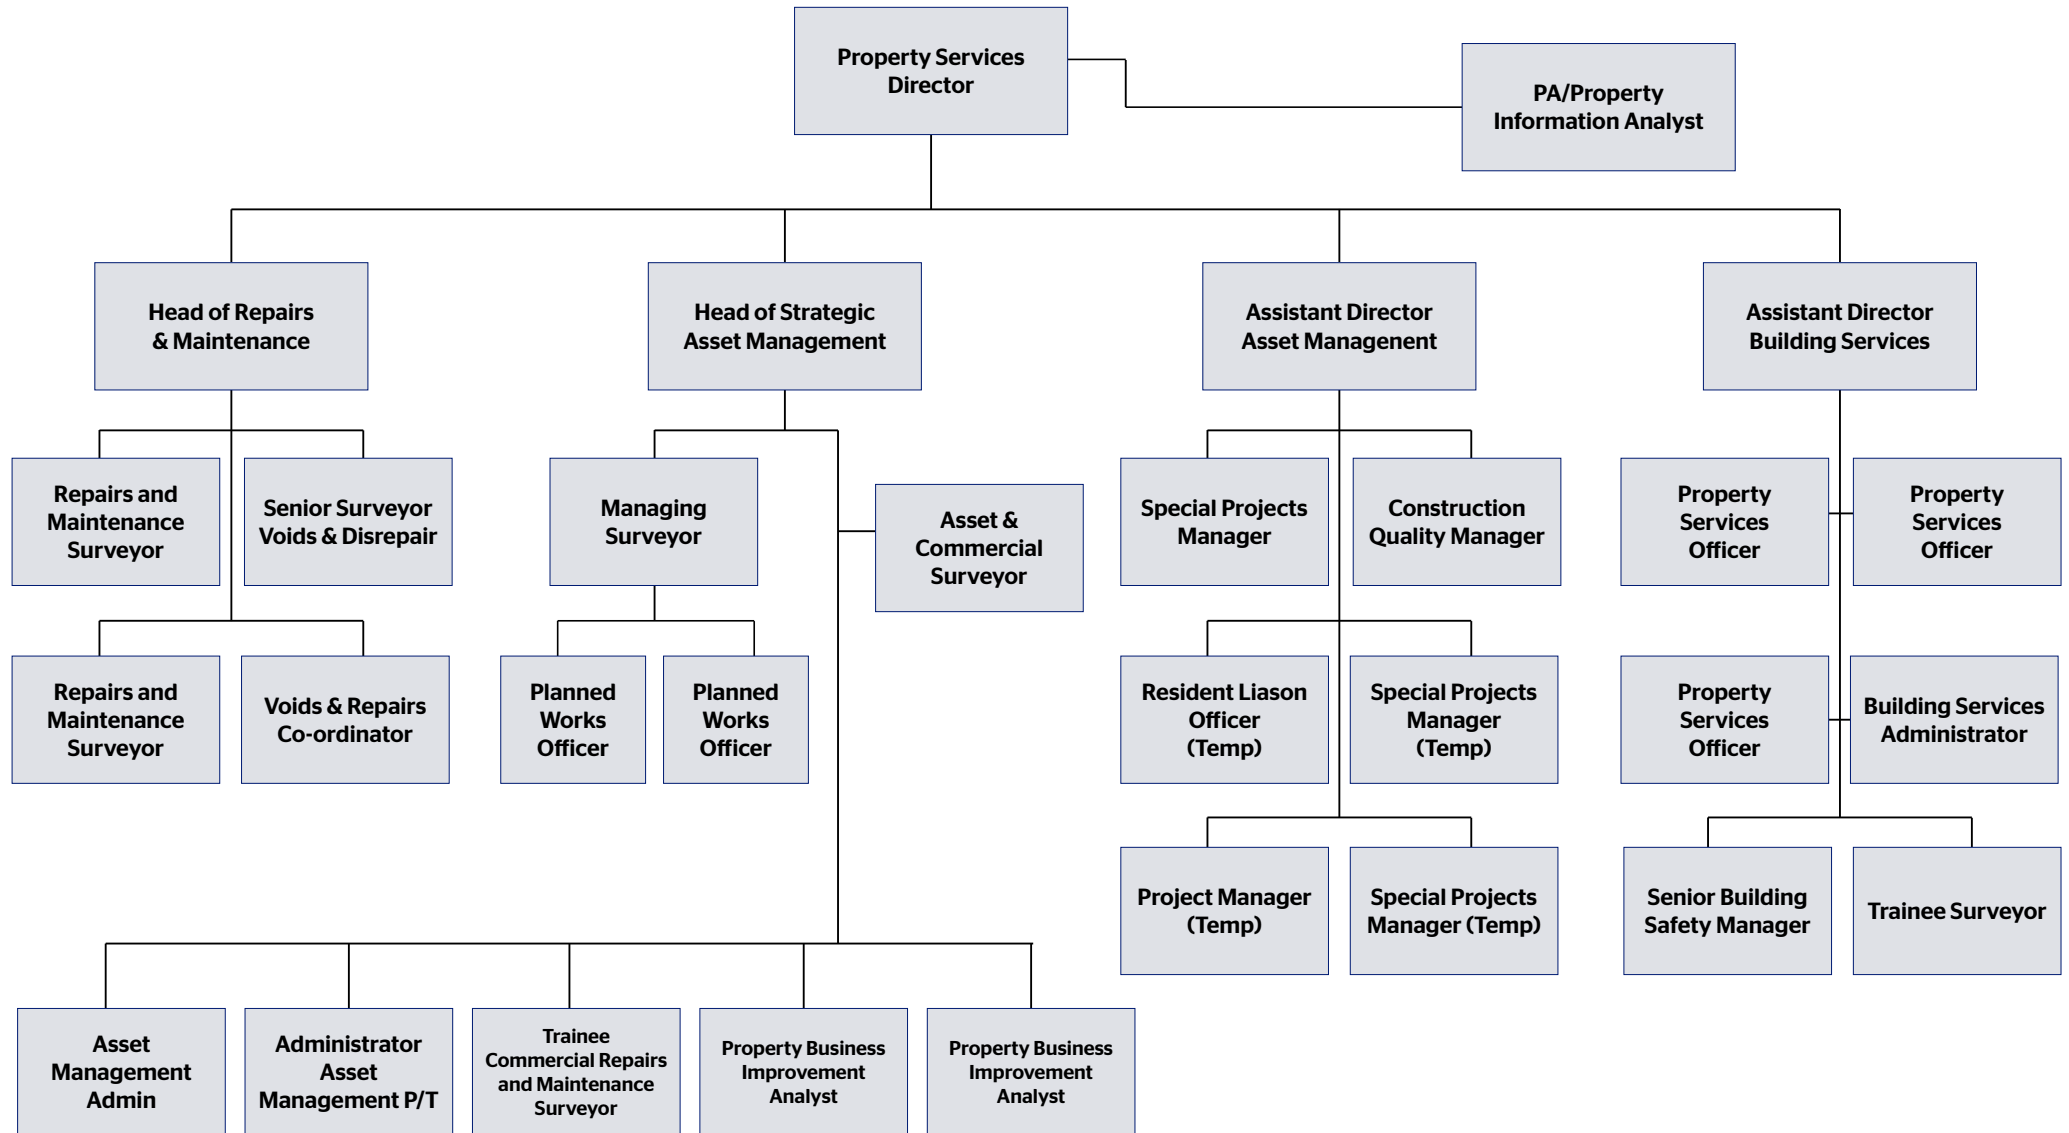 Property Services
Director
PA/Property
Information Analyst
Head of Repairs
& Maintenance
Head of Strategic
Asset Management
Assistant Director
Asset Managenent
Assistant Director
Building Services
Repairs and
Maintenance
Surveyor
Senior Surveyor
Voids & Disrepair
Managing
Surveyor
Asset &
Commercial
Surveyor
Special Projects
Manager
Construction
Quality Manager
Property
Services
Officer
Property
Services
Officer
Repairs and
Maintenance
Surveyor
Voids & Repairs
Co-ordinator
Planned
Works
Officer
Planned
Works
Officer
Resident Liason
Officer
(Temp)
Special Projects
Manager
(Temp)
Property
Services
Officer
Building Services
Administrator
Project Manager
(Temp)
Special Projects
Manager (Temp)
Senior Building
Safety Manager
Trainee Surveyor
Asset
Management
Admin
Administrator
Asset
Management P/T
Trainee
Commercial Repairs
and Maintenance
Surveyor
Property Business
Improvement
Analyst
Property Business
Improvement
Analyst